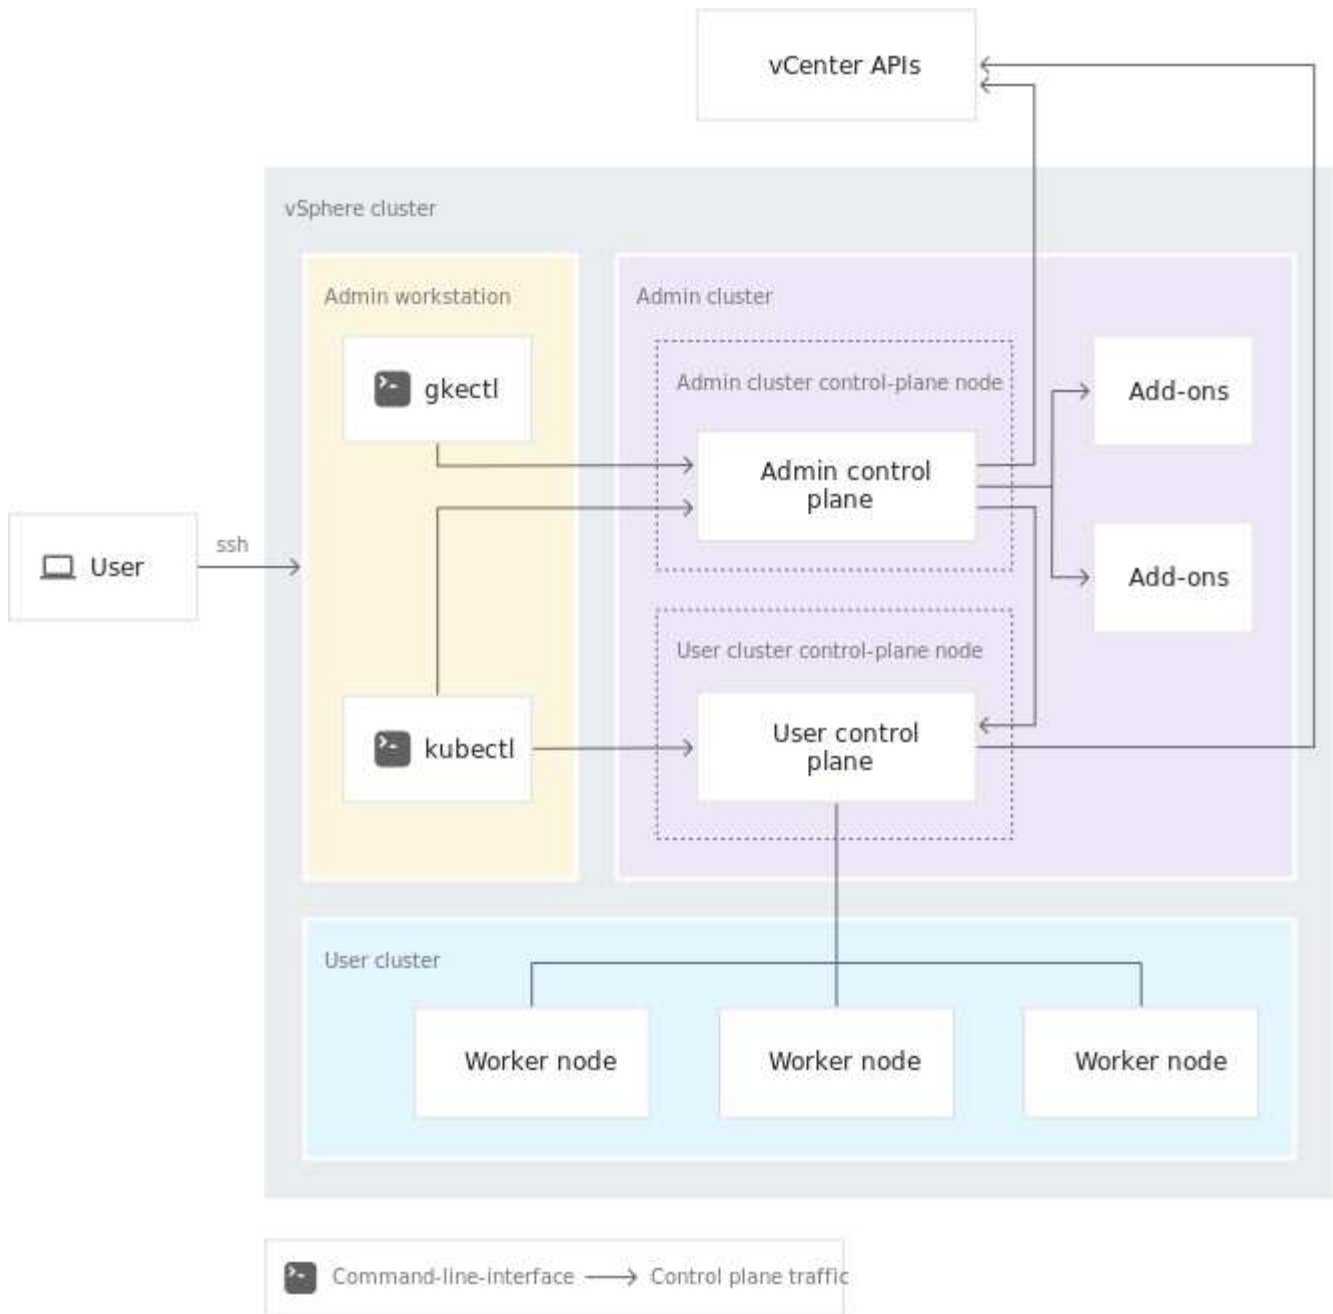 vCenter APIs
vSphere cluster
Admin workstation
Admin cluster
gkectl
Admin cluster control-plane node
Add-ons
Admin control
plane
User
ssh
Add-ons
User cluster control-plane node
kubectl
User control
plane
User cluster
Worker node
Worker node
Worker node
Command-line-interface
Control plane traffic